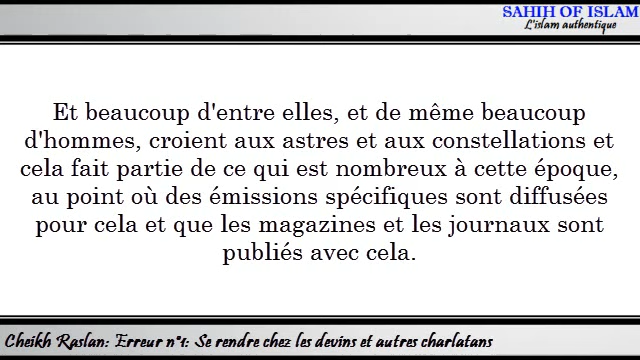 SAHIH OF ISLAM
L'islam authentique
Et beaucoup d'entre elles, et de même beaucoup
d'hommes, croient aux astres et aux constellations et
cela fait partie de ce qui est nombreux à cette époque,
au point où des émissions spécifiques sont diffusées
pour cela et que les magazines et les journaux sont
publiés avec cela.
Cheikh Raslan: Erreur n°1: Se rendre chez les devins et autres charlatans